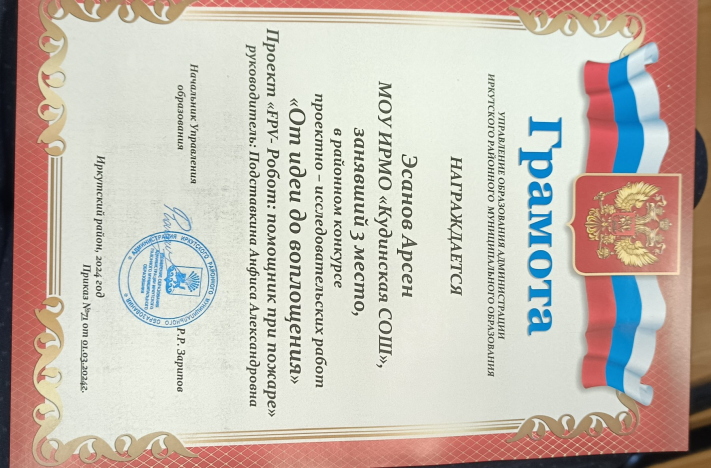 Грамота
УПРАВЛЕНИЕ ОБРАЗОВАНИЯ АДМИНИСТРАЦИИ
ИРКУТСКОГО РАЙОННОГО МУНИЦИПАЛЬНОГО ОБРАЗОВАНИЯ
НАГРАЖДАЕТСЯ
Эсанов Арсен
МОУ ИРМО «Кудинская СОШ»,
занявший 3 место,
в районном конкурсе
проектно – исследовательских работ
«От идеи до воплощения»
Проект «FPV- Робот: помощник при пожаре»
руководитель: Подставкина Анфиса Александровна
Начальник Управления
образования
Р.Р. Зарипов
Иркутский район, 2024 год
Приказ №71 от 01.03.2024г.